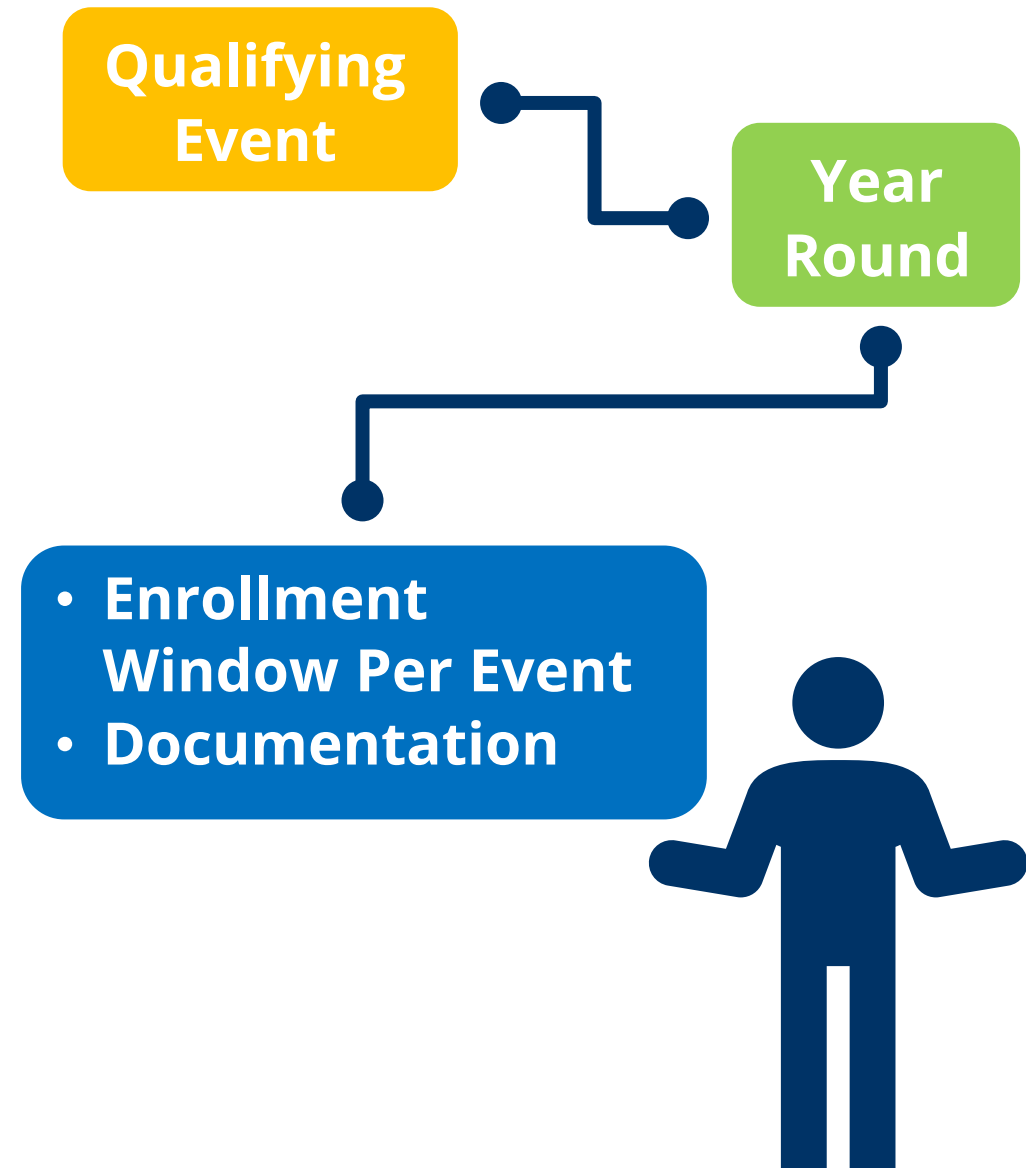 Qualifying
Event
Year
Round
• Enrollment
Window Per Event
• Documentation